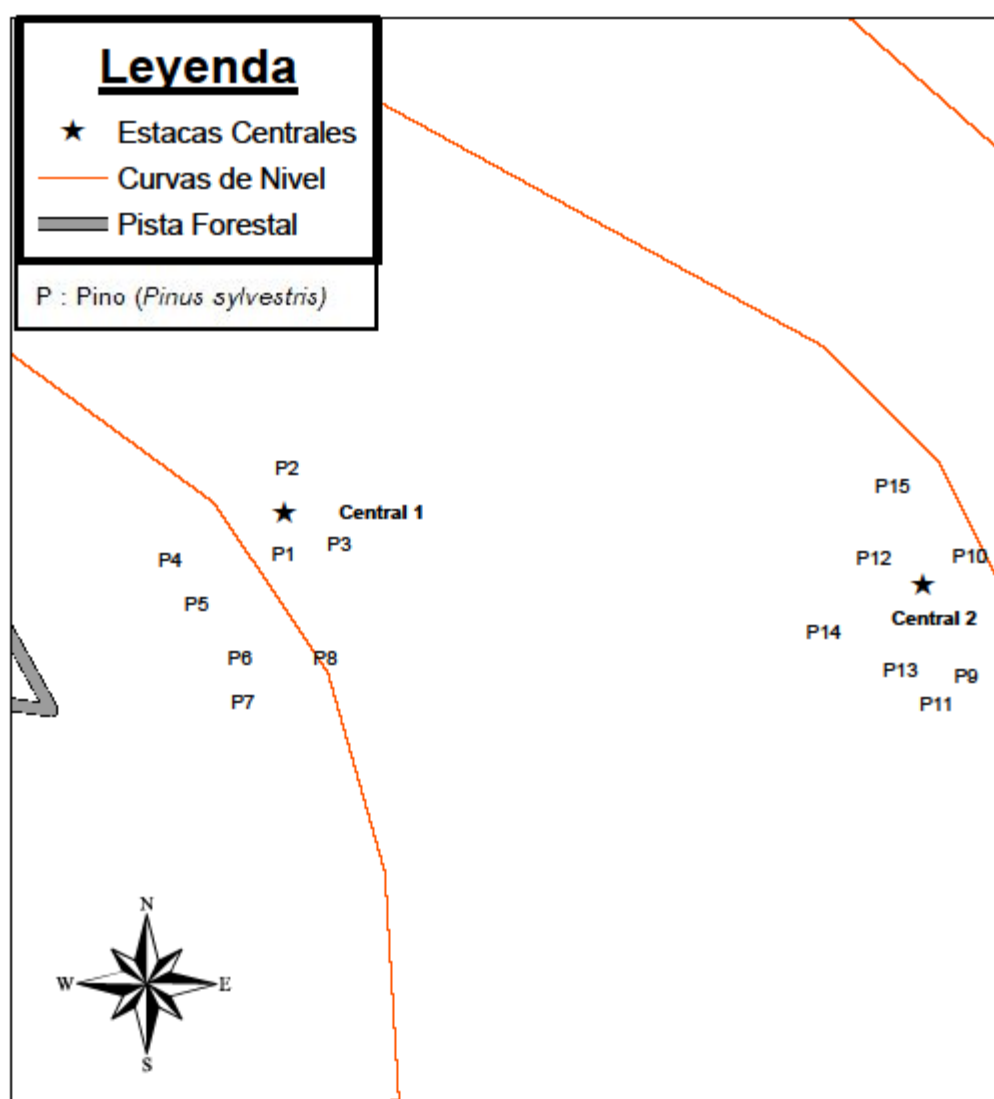 Leyenda
Estacas Centrales
Curvas de Nivel
Pista Forestal
P : Pino (Pinus sylvestris)
P2
Central 1
P15
P1
P3
P4
P12
P10
P5
Central 2
P14
P6
P8
P13
P9
P7
P11
N
W
E
S